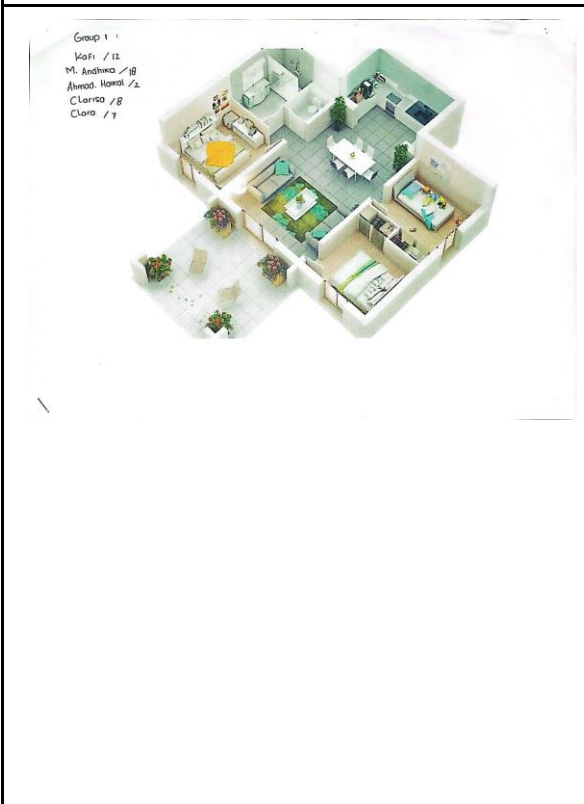 Group 1 :
Kafi / 12
M. Andhika / 18
Ahmad. Haikal / 2
Clarisa / 8
Clara / 7